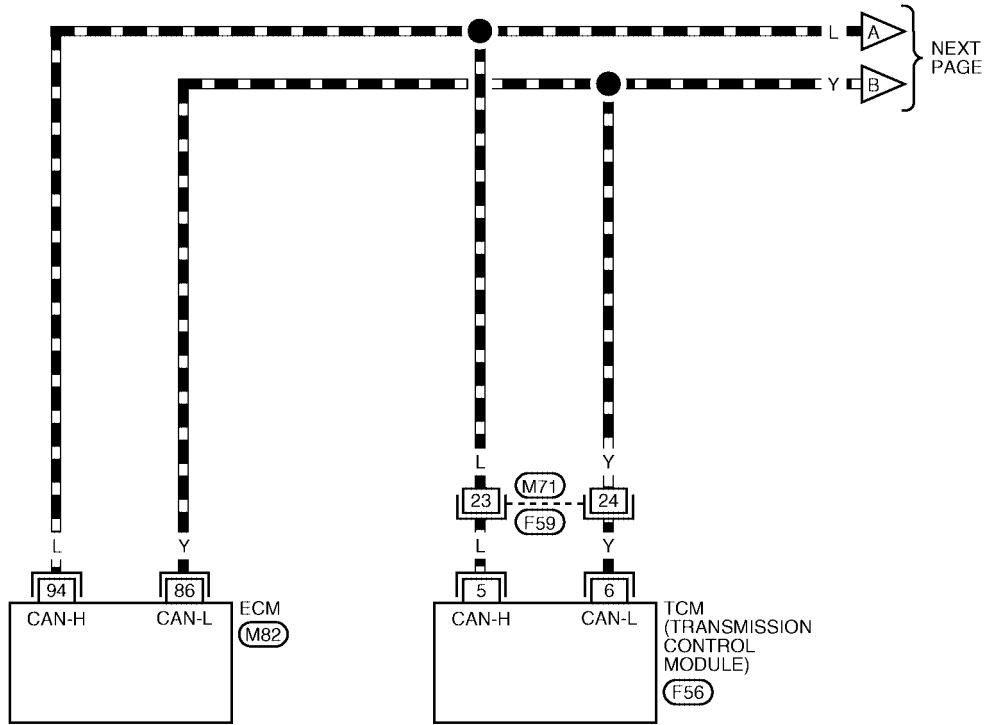 L A
NEXT
PAGE
Y B
L Y
M71
23 24
F59
L Y L Y
94 86 5 6
CAN-H CAN-L ECM
M82
CAN-H CAN-L TCM
(TRANSMISSION
CONTROL
MODULE)
F56